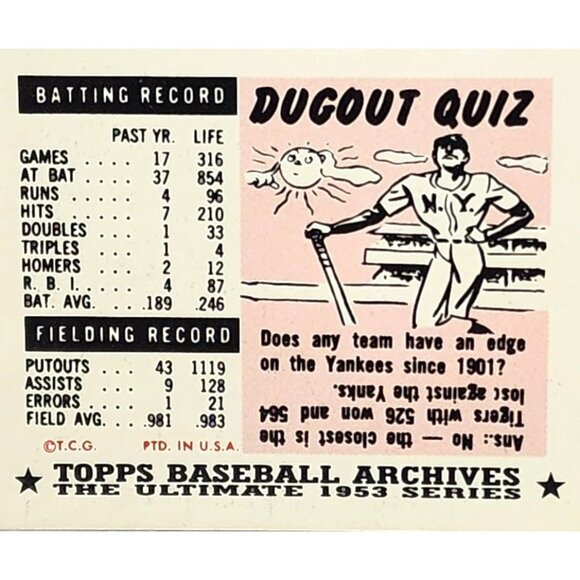 BATTING RECORD
PAST YR. LIFE
GAMES .... 17 316
AT BAT .... 37 854
RUNS ..... 4 96
HITS ..... 7 210
DOUBLES .. 1 33
TRIPLES ... 1 4
HOMERS ... 2 12
R. B. I. .... 4 87
BAT. AVG. ... .189 .246
FIELDING RECORD
PUTOUTS ... 43 1119
ASSISTS .... 9 128
ERRORS .... 1 21
FIELD AVG. ... .981 .983
©T.C.G. PTD. IN U.S.A.
DUGOUT QUIZ
N.Y.
Does any team have an edge
on the Yankees since 1901?
Ans.: No — the closest is the
Tigers with 526 won and 564
lost against the Yanks.
★ TOPPS BASEBALL ARCHIVES ★
THE ULTIMATE 1953 SERIES